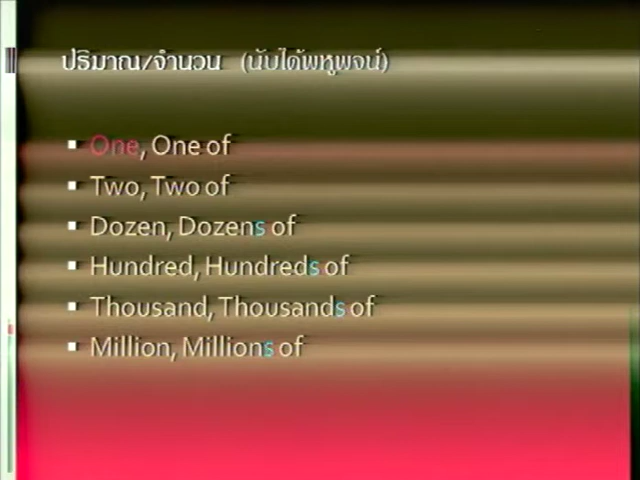 ปริมาณ/จำนวน (นับได้พหูพจน์)
One, One of
Two, Two of
Dozen, Dozens of
Hundred, Hundreds of
Thousand, Thousands of
Million, Millions of